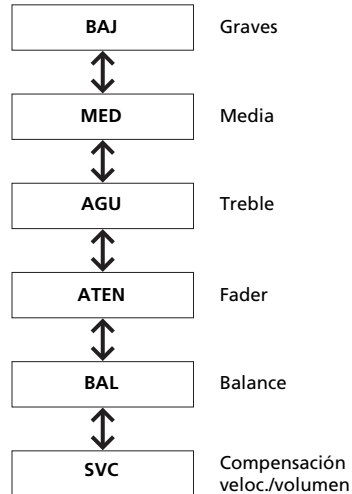 BAJ Graves
MED Media
AGU Treble
ATEN Fader
BAL Balance
SVC Compensación
veloc./volumen